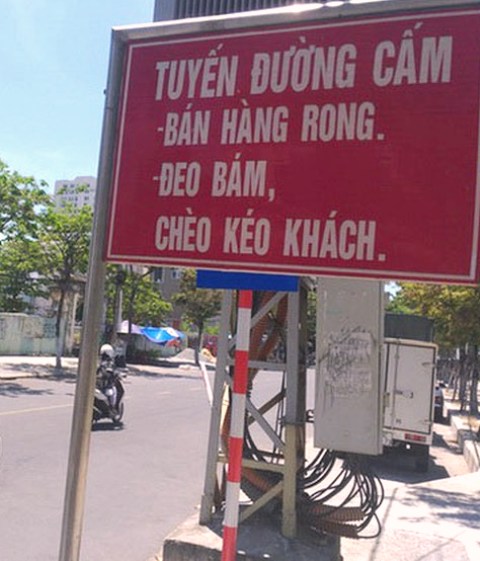 TUYẾN ĐƯỜNG CẤM
-BÁN HÀNG RONG.
-ĐEO BÁM,
CHÈO KÉO KHÁCH.